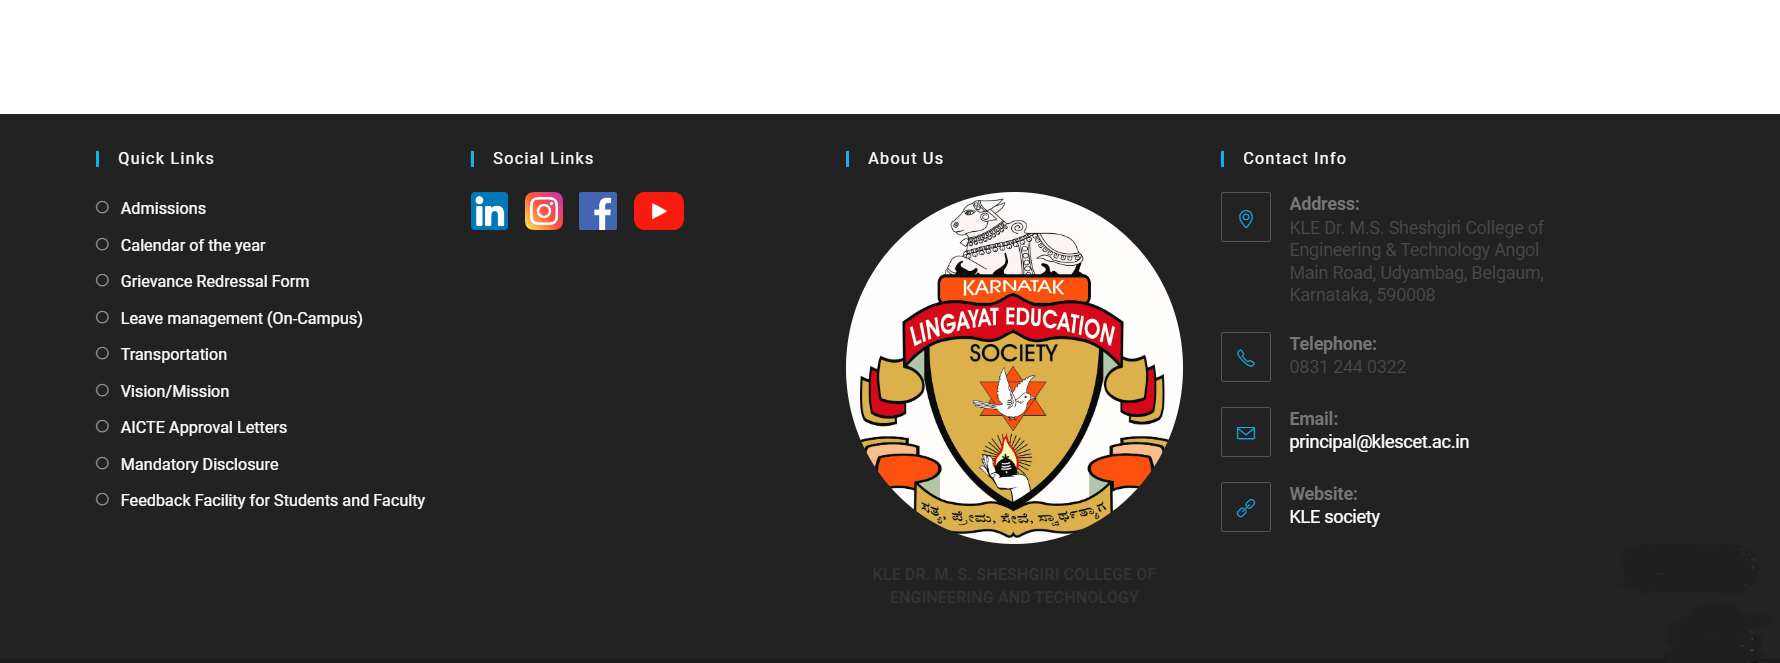 Quick Links
Admissions
Calendar of the year
Grievance Redressal Form
Leave management (On-Campus)
Transportation
Vision/Mission
AICTE Approval Letters
Mandatory Disclosure
Feedback Facility for Students and Faculty
Social Links
in
About Us
KARNATAK
LINGAYAT EDUCATION
SOCIETY
ಸತ್ಯ, ಪ್ರೇಮ, ಸೇವೆ, ಸ್ವಾರ್ಥತ್ಯಾಗ
KLE DR. M. S. SHESHGIRI COLLEGE OF
ENGINEERING AND TECHNOLOGY
Contact Info
Address:
KLE Dr. M.S. Sheshgiri College of
Engineering & Technology Angol
Main Road, Udyambag, Belgaum,
Karnataka, 590008
Telephone:
0831 244 0322
Email:
principal@klescet.ac.in
Website:
KLE society